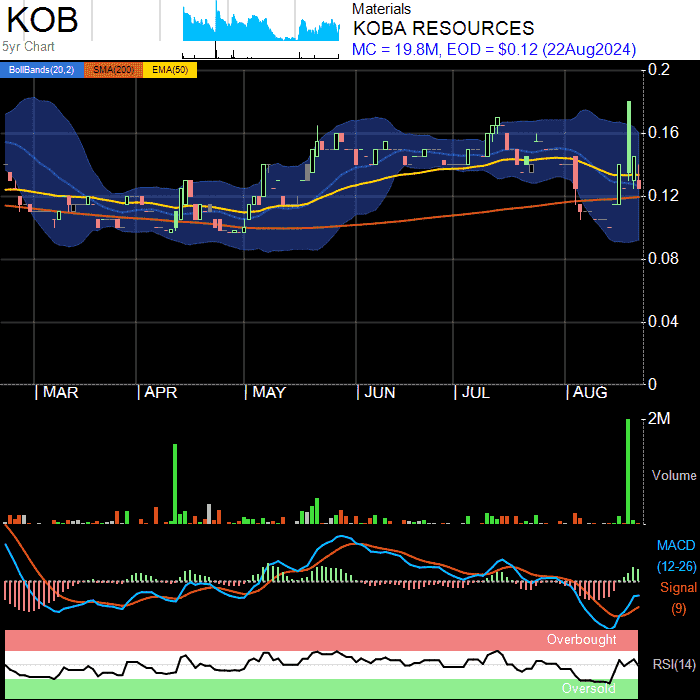 KOB
5yr Chart
Materials
KOBA RESOURCES
MC = 19.8M, EOD = $0.12 (22Aug2024)
BollBands(20,2) SMA(200) EMA(50)
0.2
0.16
0.12
0.08
0.04
0
MAR APR MAY JUN JUL AUG
2M
Volume
MACD
(12-26)
Signal
(9)
Overbought
RSI(14)
Oversold